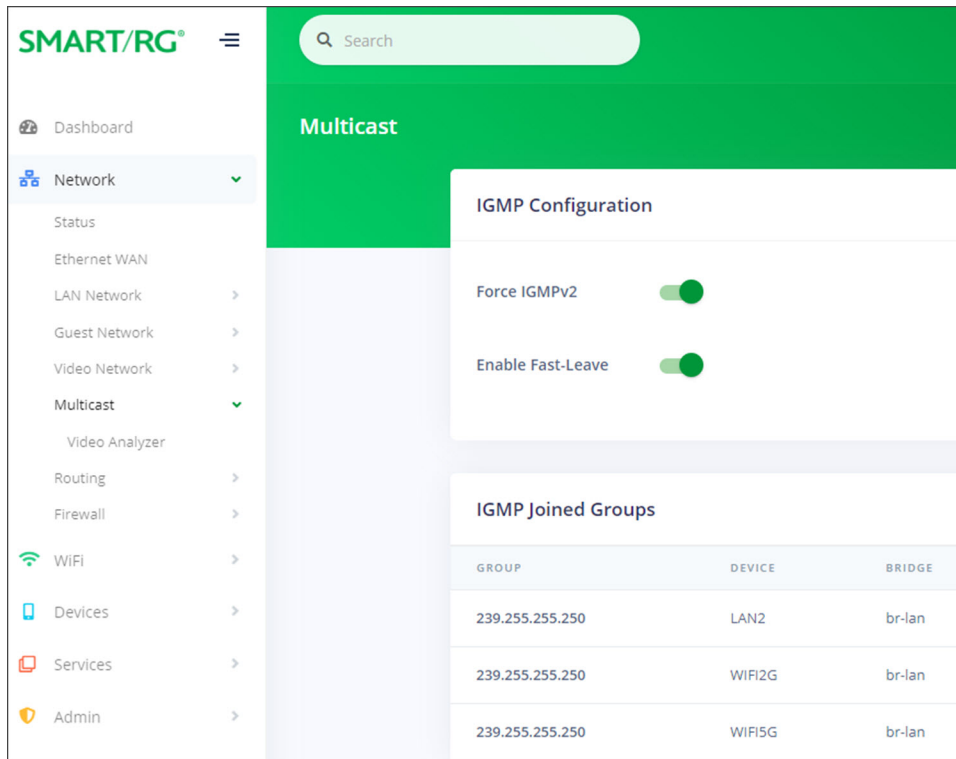 SMART/RG®
Search
Dashboard
Network
Status
Ethernet WAN
LAN Network
Guest Network
Video Network
Multicast
Video Analyzer
Routing
Firewall
WiFi
Devices
Services
Admin
Multicast
IGMP Configuration
Force IGMPv2
Enable Fast-Leave
IGMP Joined Groups
GROUP DEVICE BRIDGE
239.255.255.250 LAN2 br-lan
239.255.255.250 WIFI2G br-lan
239.255.255.250 WIFI5G br-lan